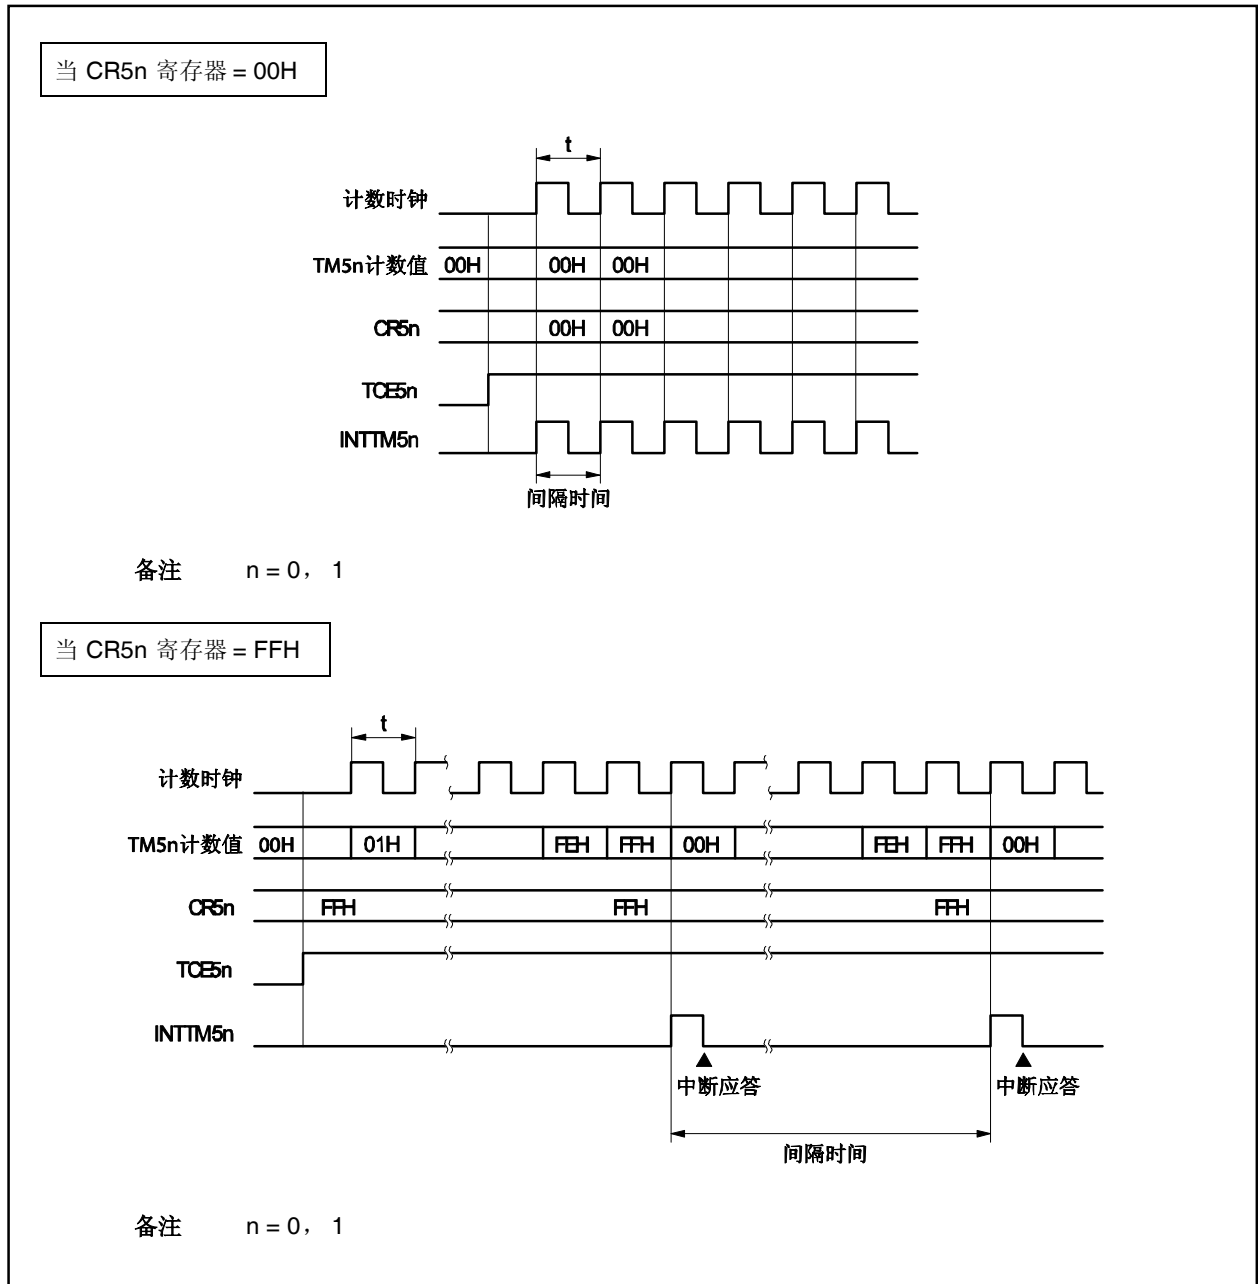 当 CR5n 寄存器 = 00H
t
计数时钟
TM5n计数值 00H 00H 00H
CR5n 00H 00H
TCE5n
INTTM5n
间隔时间
备注 n = 0， 1
当 CR5n 寄存器 = FFH
t
计数时钟
TM5n计数值 00H 01H FEH FFH 00H FEH FFH 00H
CR5n FFH FFH FFH
TCE5n
INTTM5n
中断应答 中断应答
间隔时间
备注 n = 0， 1